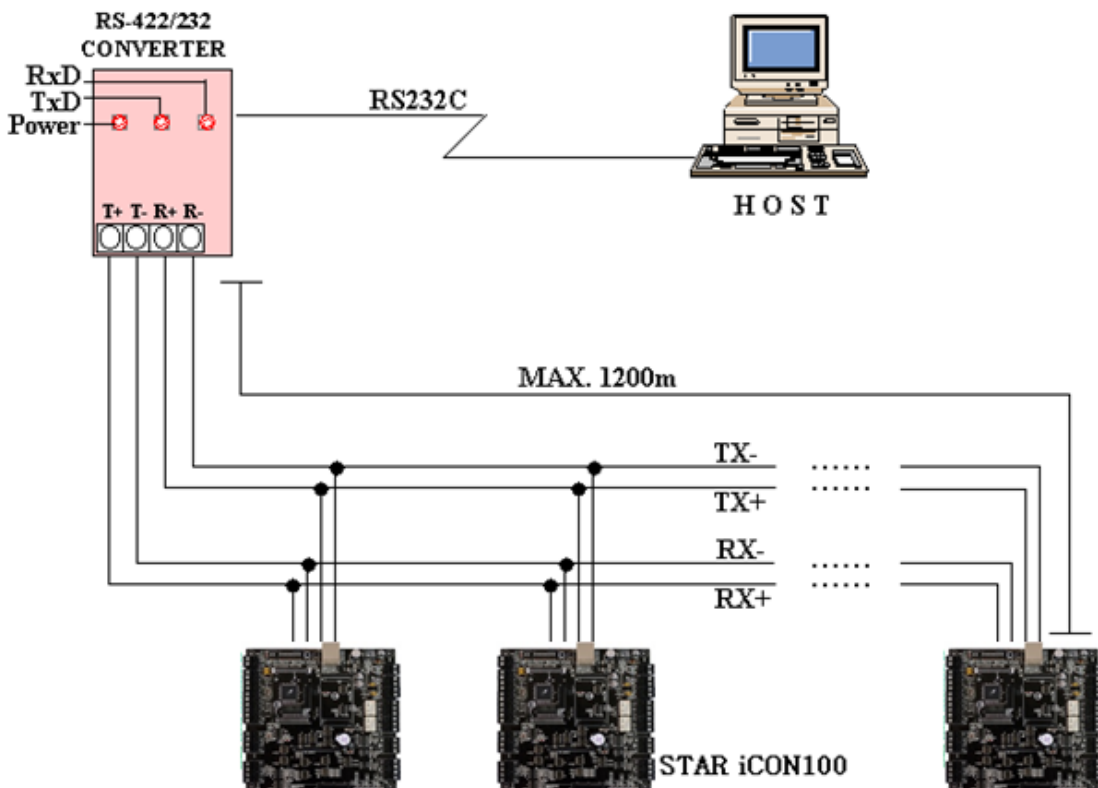 RS-422/232
CONVERTER
RxD
TxD
Power
RS232C
HOST
T+ T- R+ R-
MAX. 1200m
TX-
TX+
RX-
RX+
STAR iCON100